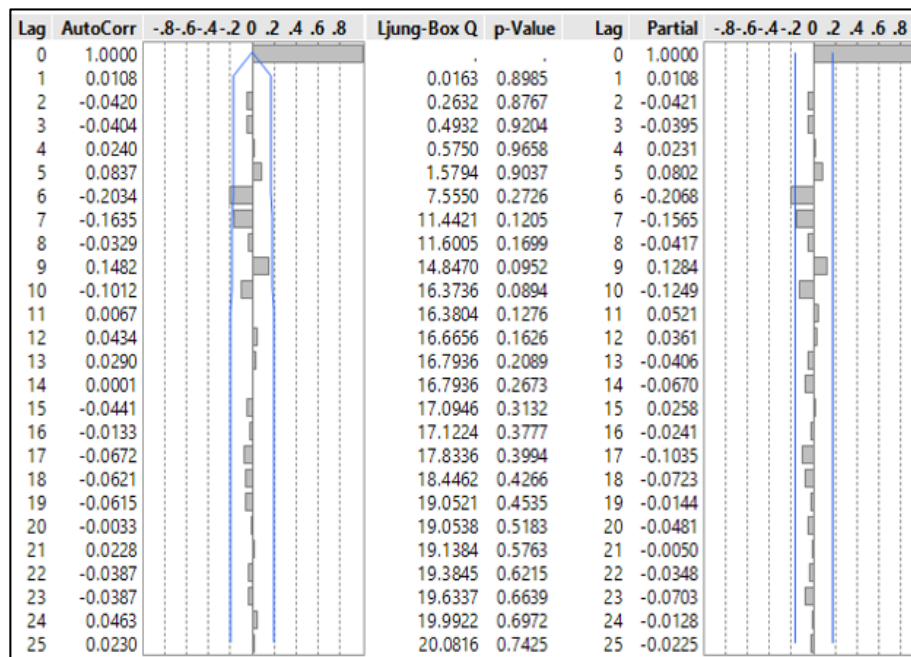 Lag AutoCorr -.8-.6-.4-.2 0 .2 .4 .6 .8 Ljung-Box Q p-Value Lag Partial -.8-.6-.4-.2 0 .2 .4 .6 .8
0 1.0000 . . 0 1.0000
1 0.0108 0.0163 0.8985 1 0.0108
2 -0.0420 0.2632 0.8767 2 -0.0421
3 -0.0404 0.4932 0.9204 3 -0.0395
4 0.0240 0.5750 0.9658 4 0.0231
5 0.0837 1.5794 0.9037 5 0.0802
6 -0.2034 7.5550 0.2726 6 -0.2068
7 -0.1635 11.4421 0.1205 7 -0.1565
8 -0.0329 11.6005 0.1699 8 -0.0417
9 0.1482 14.8470 0.0952 9 0.1284
10 -0.1012 16.3736 0.0894 10 -0.1249
11 0.0067 16.3804 0.1276 11 0.0521
12 0.0434 16.6656 0.1626 12 0.0361
13 0.0290 16.7936 0.2089 13 -0.0406
14 0.0001 16.7936 0.2673 14 -0.0670
15 -0.0441 17.0946 0.3132 15 0.0258
16 -0.0133 17.1224 0.3777 16 -0.0241
17 -0.0672 17.8336 0.3994 17 -0.1035
18 -0.0621 18.4462 0.4266 18 -0.0723
19 -0.0615 19.0521 0.4535 19 -0.0144
20 -0.0033 19.0538 0.5183 20 -0.0481
21 0.0228 19.1384 0.5763 21 -0.0050
22 -0.0387 19.3845 0.6215 22 -0.0348
23 -0.0387 19.6337 0.6639 23 -0.0703
24 0.0463 19.9922 0.6972 24 -0.0128
25 0.0230 20.0816 0.7425 25 -0.0225